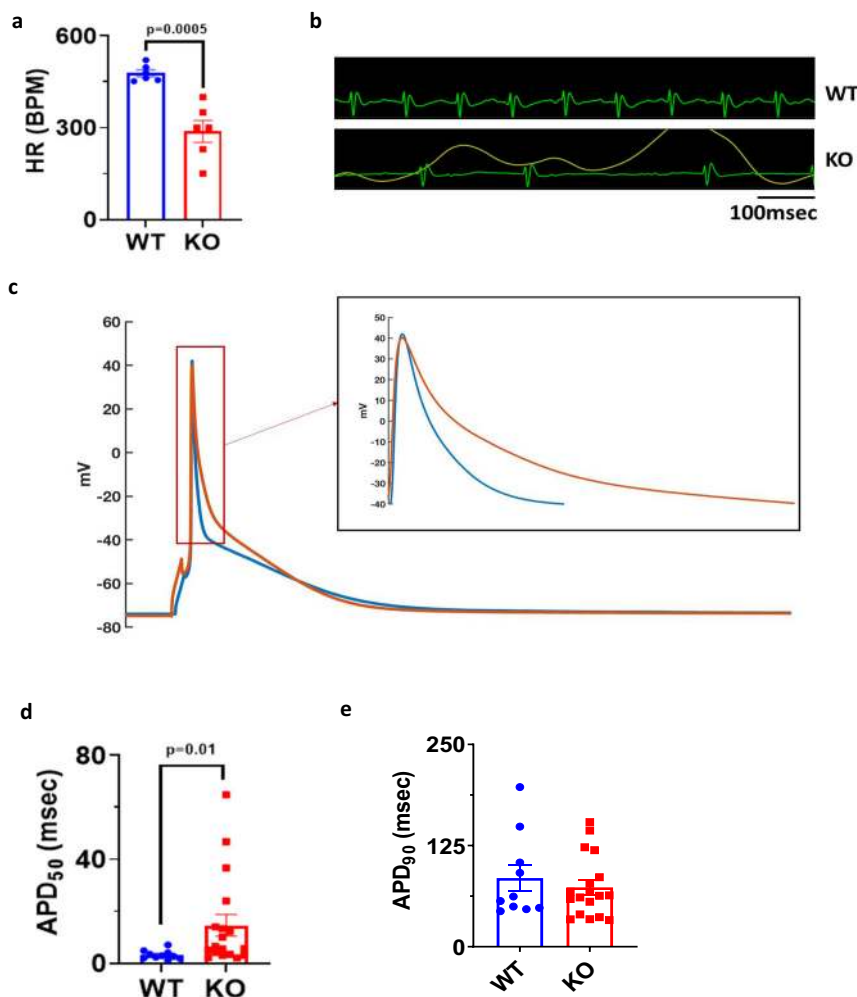 a
p=0.0005
600
300
0
HR (BPM)
WT KO
b
WT
KO
100msec
c
mV
60
40
20
0
-20
-40
-60
-80
mV
50
40
30
20
10
0
-10
-20
-30
-40
d
p=0.01
80
40
0
APD50 (msec)
WT KO
e
250
125
0
APD90 (msec)
WT KO